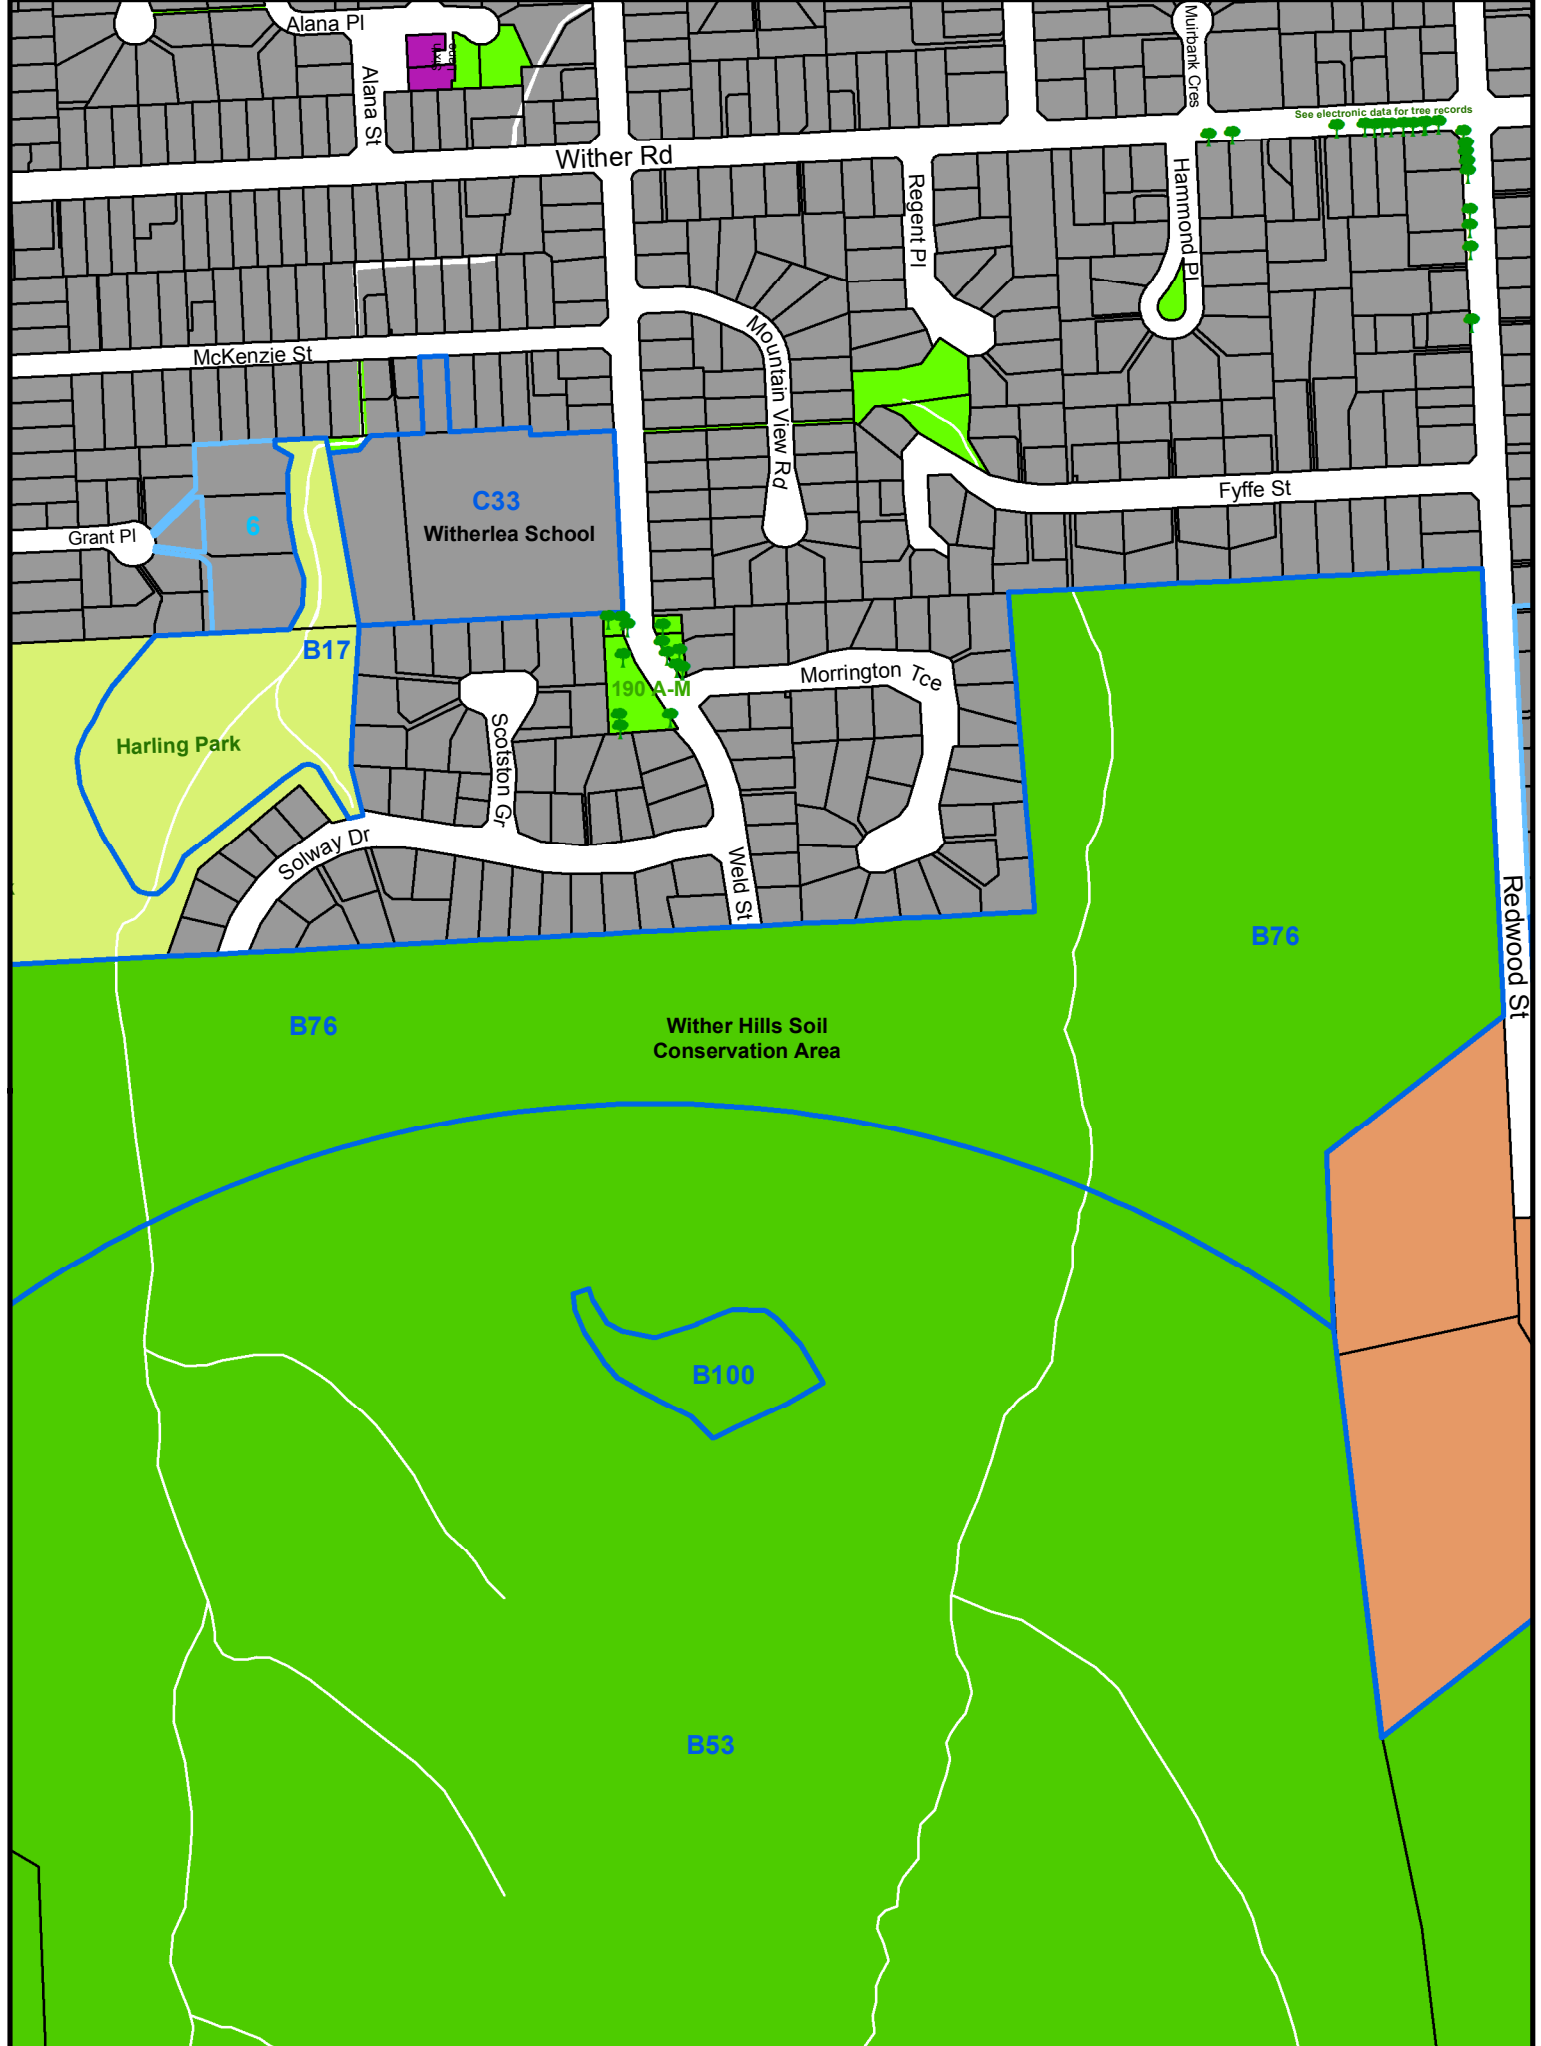 Alana Pl
Muirbank Cres
Alana St
See electronic data for tree records
Wither Rd
Regent Pl
Hammond Pl
McKenzie St
Mountain View Rd
Fyffe St
C33
Witherlea School
6
Grant Pl
B17
Morrington Tce
190 A-M
Harling Park
Scotston Gr
Solway Dr
Weld St
Redwood St
B76
B76
Wither Hills Soil
Conservation Area
B100
B53